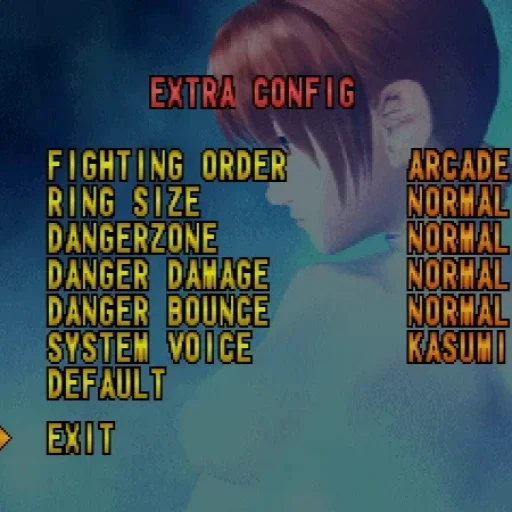 EXTRA CONFIG
FIGHTING ORDER ARCADE
RING SIZE NORMAL
DANGERZONE NORMAL
DANGER DAMAGE NORMAL
DANGER BOUNCE NORMAL
SYSTEM VOICE KASUMI
DEFAULT
EXIT